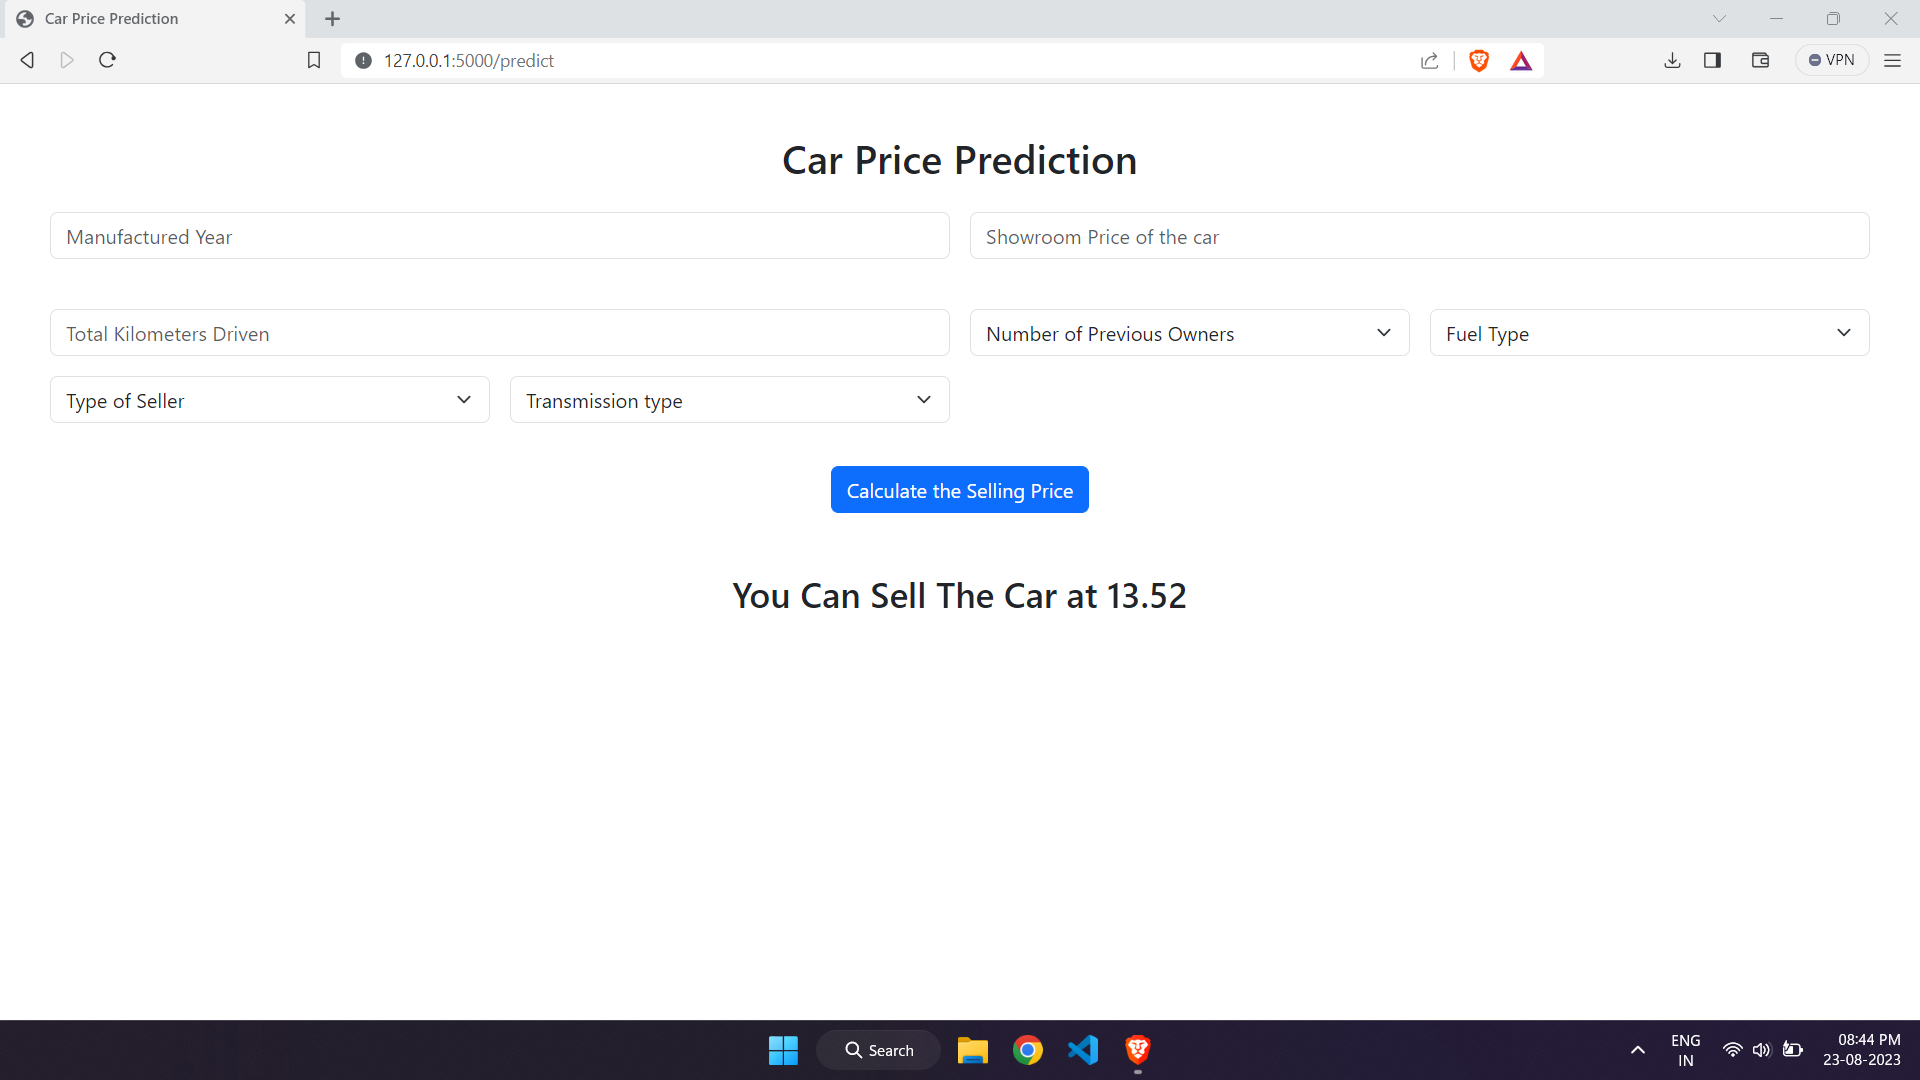 Car Price Prediction
127.0.0.1:5000/predict
VPN
Car Price Prediction
Manufactured Year
Showroom Price of the car
Total Kilometers Driven
Number of Previous Owners
Fuel Type
Type of Seller
Transmission type
Calculate the Selling Price
You Can Sell The Car at 13.52
Search
ENG
IN
08:44 PM
23-08-2023